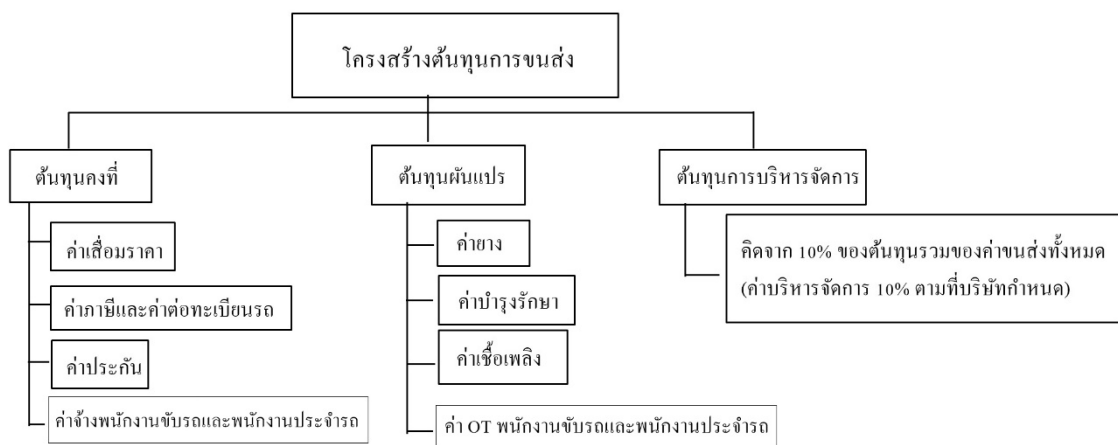 โครงสร้างต้นทุนการขนส่ง
ต้นทุนคงที่
ค่าเสื่อมราคา
ค่าภาษีและค่าต่อทะเบียนรถ
ค่าประกัน
ค่าจ้างพนักงานขับรถและพนักงานประจำรถ
ต้นทุนผันแปร
ค่ายาง
ค่าบำรุงรักษา
ค่าเชื้อเพลิง
ค่า OT พนักงานขับรถและพนักงานประจำรถ
ต้นทุนการบริหารจัดการ
คิดจาก 10% ของต้นทุนรวมของค่าขนส่งทั้งหมด
(ค่าบริหารจัดการ 10% ตามที่บริษัทกำหนด)